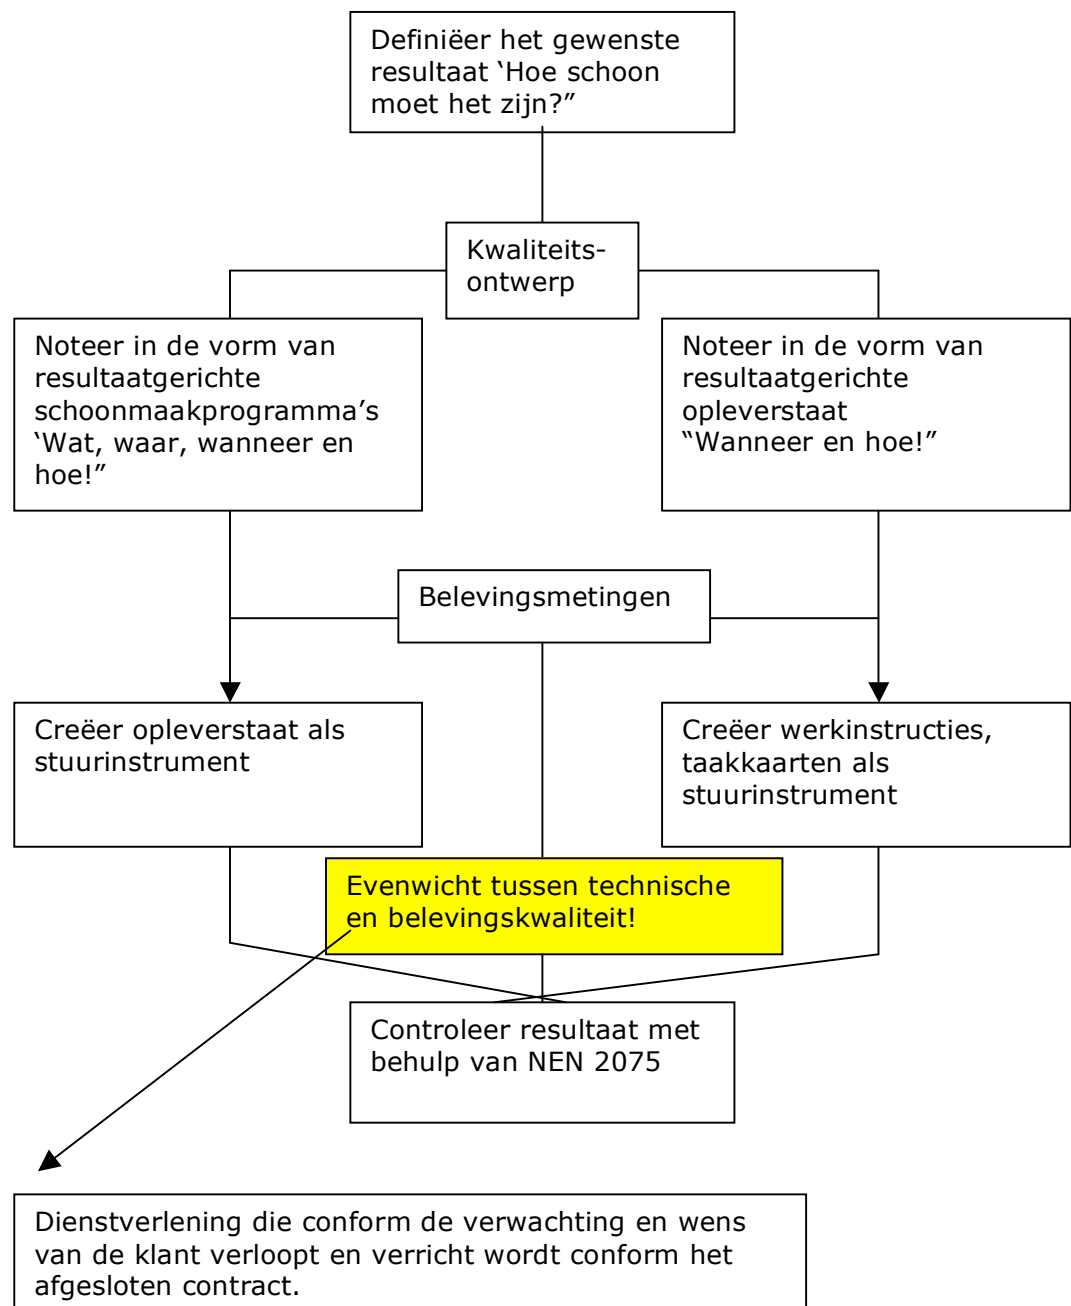 Definiëer het gewenste
resultaat ‘Hoe schoon
moet het zijn?”
Kwaliteits-
ontwerp
Noteer in de vorm van
resultaatgerichte
schoonmaakprogramma’s
‘Wat, waar, wanneer en
hoe!”
Noteer in de vorm van
resultaatgerichte
opleverstaat
“Wanneer en hoe!”
Belevingsmetingen
Creëer opleverstaat als
stuurinstrument
Creëer werkinstructies,
taakkaarten als
stuurinstrument
Evenwicht tussen technische
en belevingskwaliteit!
Controleer resultaat met
behulp van NEN 2075
Dienstverlening die conform de verwachting en wens
van de klant verloopt en verricht wordt conform het
afgesloten contract.